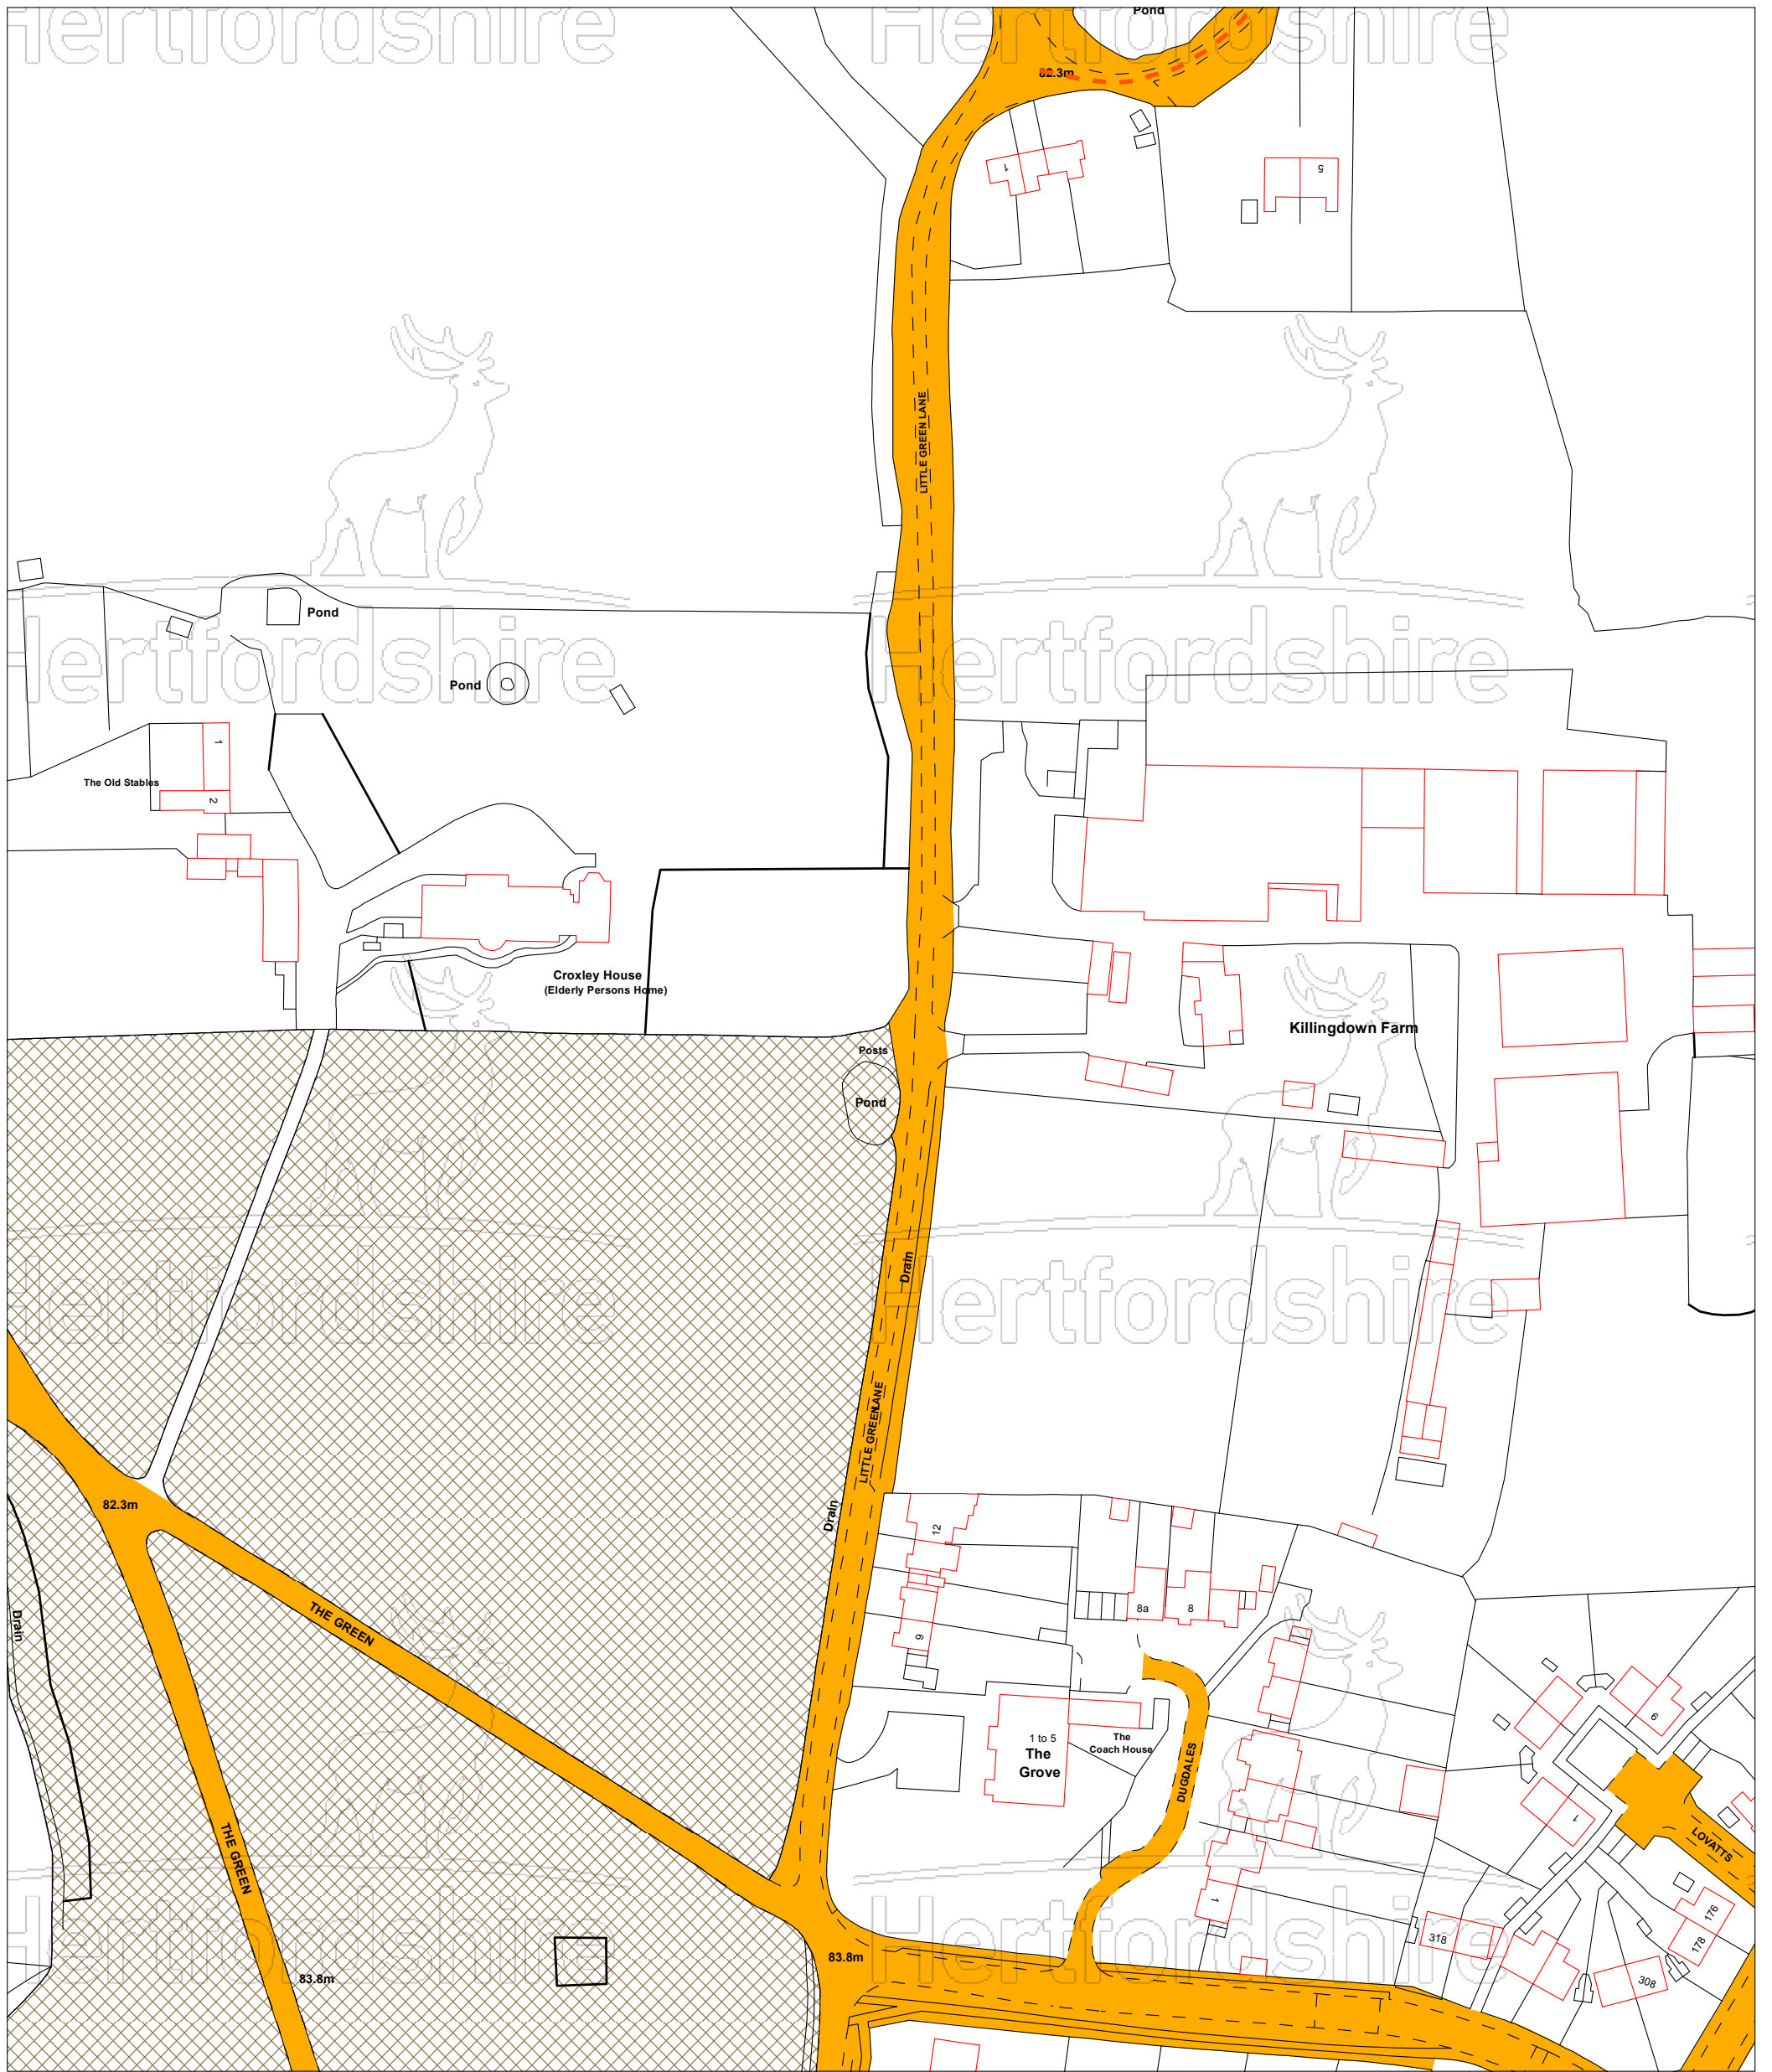 Hertfordshire
Hertfordshire
Pond
82.3m
1
5
LITTLE GREEN LANE
Pond
Hertfordshire
Hertfordshire
Pond
1
The Old Stables
2
Croxley House
(Elderly Persons Home)
Killingdown Farm
Posts
Pond
Drain
Hertfordshire
Hertfordshire
LITTLE GREEN LANE
82.3m
Drain
12
8a
8
Drain
THE GREEN
9
6
1 to 5
The
Grove
The
Coach House
DUGDALES
1
LOVATTS
THE GREEN
1
176
178
318
Hertfordshire
Hertfordshire
83.8m
83.8m
308